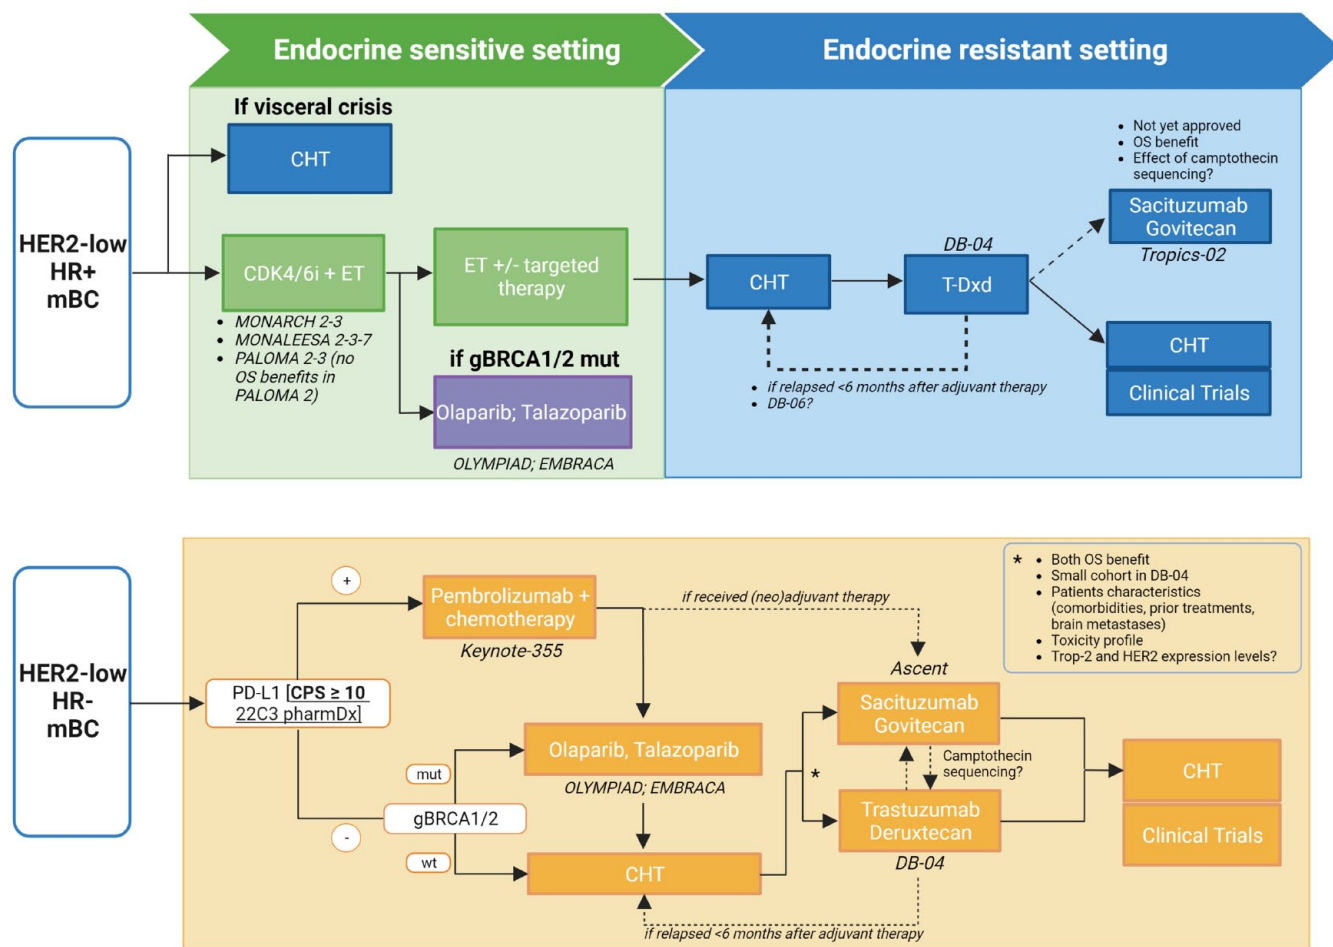 Endocrine sensitive setting
Endocrine resistant setting
HER2-low
HR+
mBC
If visceral crisis
CHT
CDK4/6i + ET
• MONARCH 2-3
• MONALEESA 2-3-7
• PALOMA 2-3 (no
OS benefits in
PALOMA 2)
ET +/- targeted
therapy
if gBRCA1/2 mut
Olaparib; Talazoparib
OLYMPIAD; EMBRACA
CHT
DB-04
T-Dxd
• if relapsed <6 months after adjuvant therapy
• DB-06?
• Not yet approved
• OS benefit
• Effect of camptothecin
sequencing?
Sacituzumab
Govitecan
Tropics-02
CHT
Clinical Trials
HER2-low
HR-
mBC
PD-L1 [CPS ≥ 10
22C3 pharmDx]
+
-
Pembrolizumab +
chemotherapy
Keynote-355
if received (neo)adjuvant therapy
gBRCA1/2
mut
wt
Olaparib, Talazoparib
OLYMPIAD; EMBRACA
CHT
*
Ascent
Sacituzumab
Govitecan
Camptothecin
sequencing?
Trastuzumab
Deruxtecan
DB-04
if relapsed <6 months after adjuvant therapy
CHT
Clinical Trials
* • Both OS benefit
• Small cohort in DB-04
• Patients characteristics
(comorbidities, prior treatments,
brain metastases)
• Toxicity profile
• Trop-2 and HER2 expression levels?